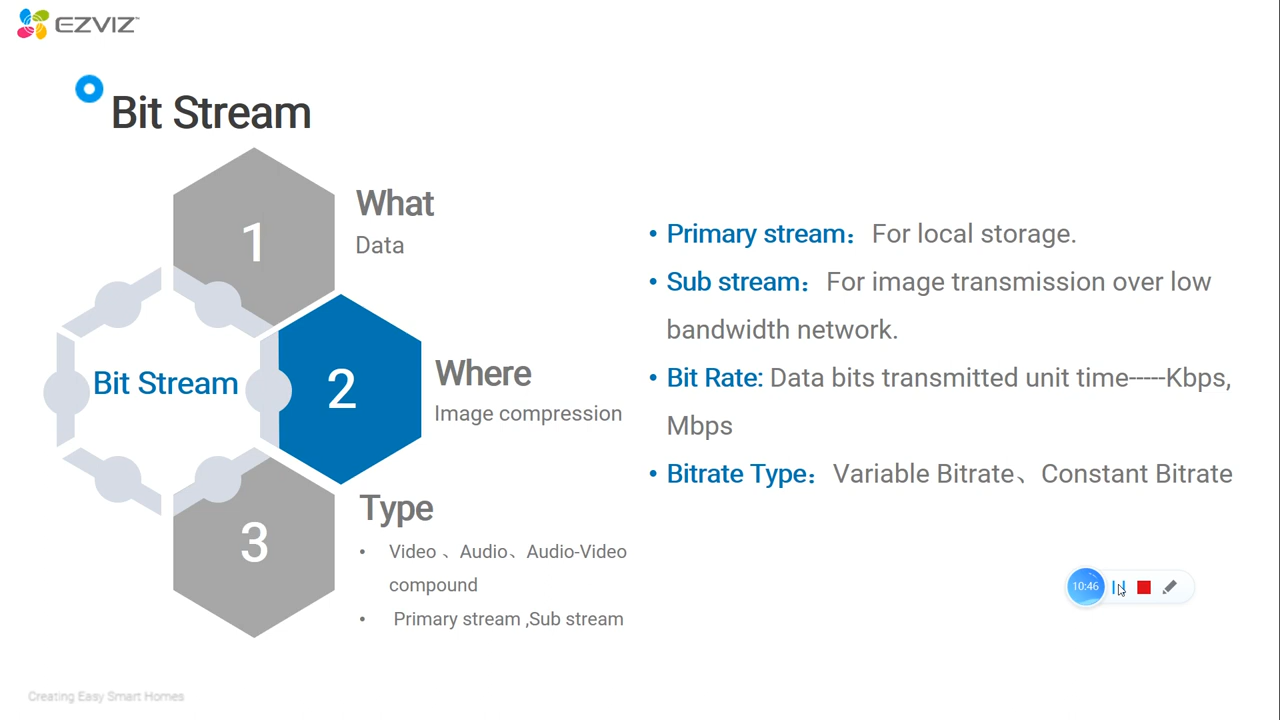 EZVIZ
Bit Stream
1
What
Data
Bit Stream
2
Where
Image compression
3
Type
• Video 、Audio、Audio-Video
compound
• Primary stream ,Sub stream
• Primary stream： For local storage.
• Sub stream： For image transmission over low
bandwidth network.
• Bit Rate: Data bits transmitted unit time-----Kbps,
Mbps
• Bitrate Type： Variable Bitrate、Constant Bitrate
10:46
Creating Easy Smart Homes